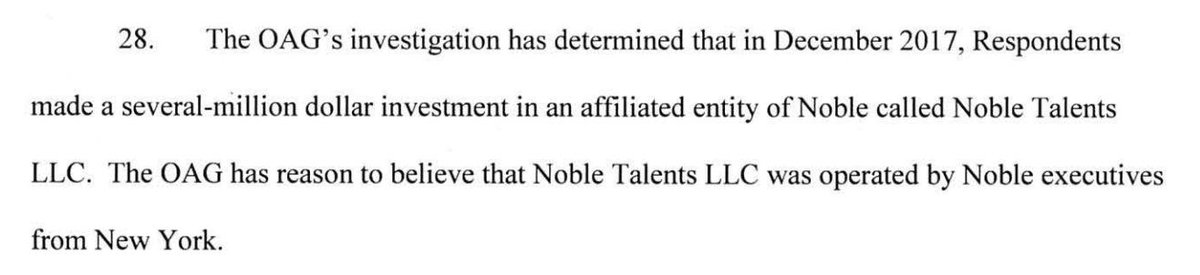 28. The OAG's investigation has determined that in December 2017, Respondents
made a several-million dollar investment in an affiliated entity of Noble called Noble Talents
LLC. The OAG has reason to believe that Noble Talents LLC was operated by Noble executives
from New York.